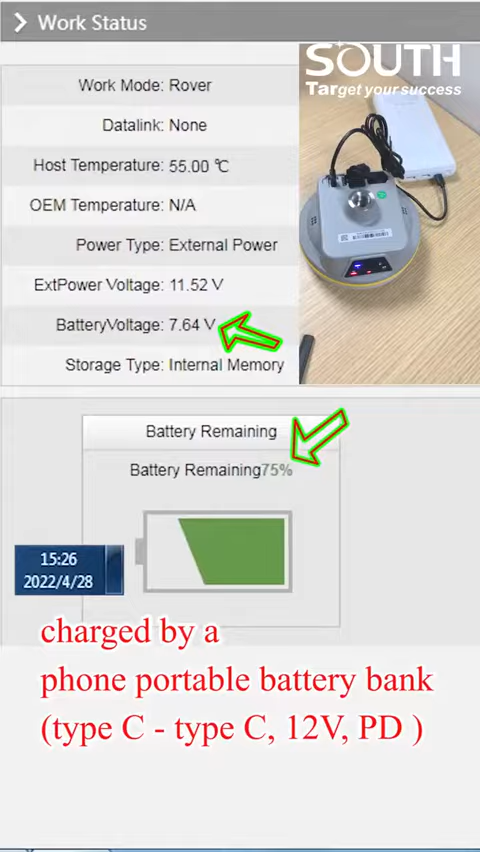 Work Status
SOUTH
Target your success
Work Mode: Rover
Datalink: None
Host Temperature: 55.00 ℃
OEM Temperature: N/A
Power Type: External Power
ExtPower Voltage: 11.52 V
BatteryVoltage: 7.64 V
Storage Type: Internal Memory
Battery Remaining
Battery Remaining75%
15:26
2022/4/28
charged by a
phone portable battery bank
(type C - type C, 12V, PD )